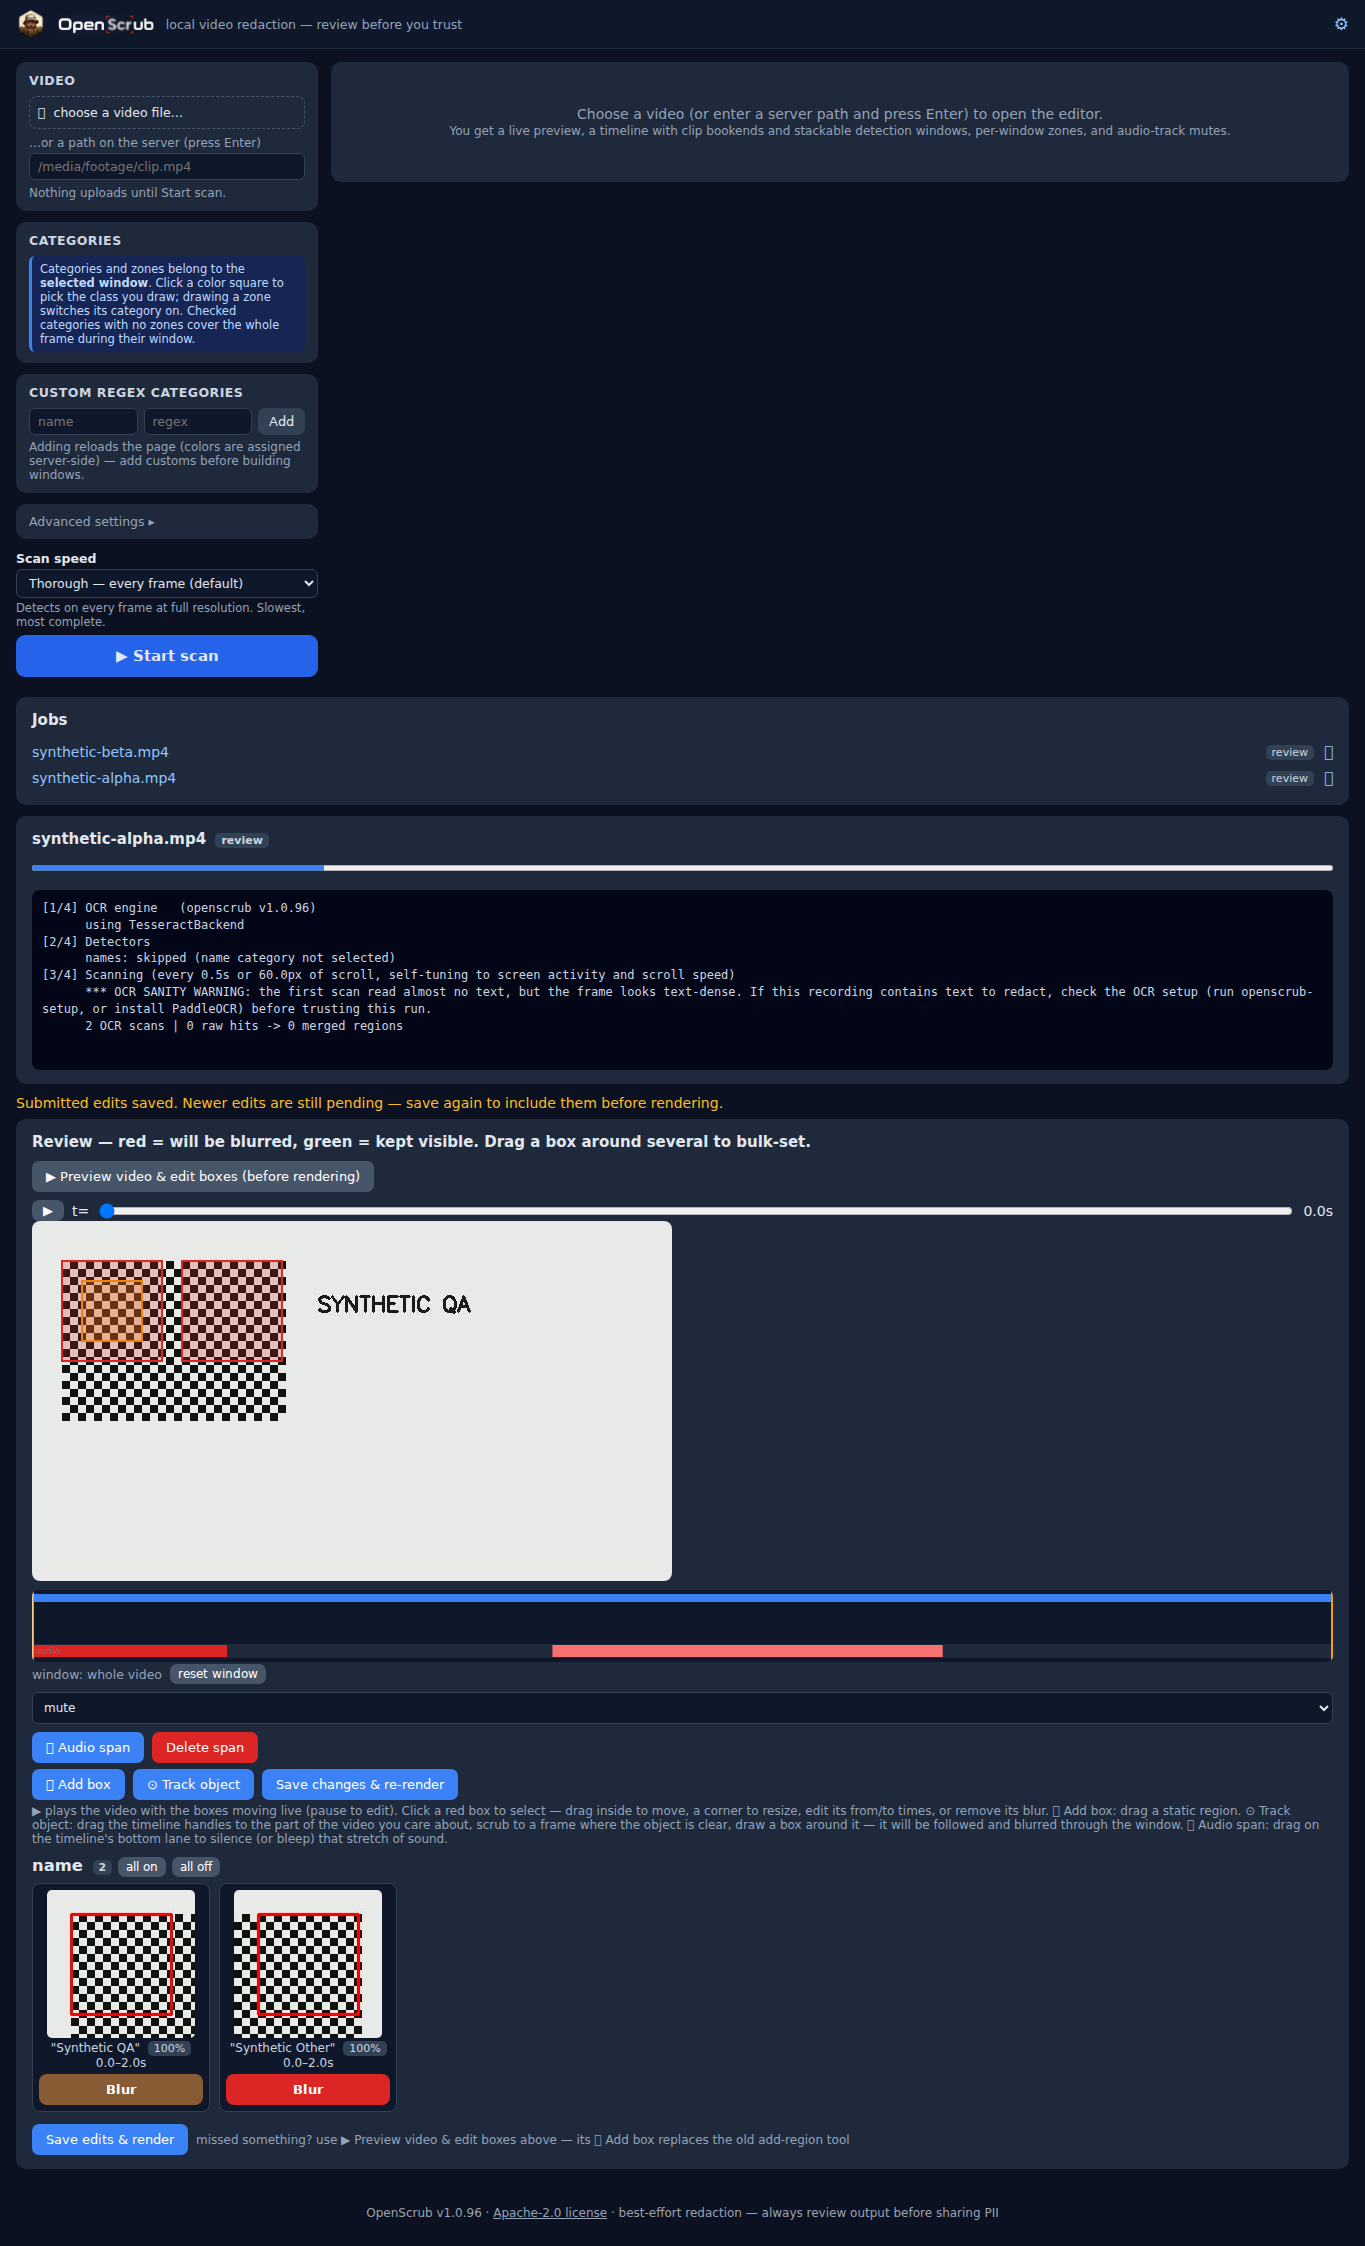 OpenScrub local video redaction — review before you trust
VIDEO
choose a video file...
...or a path on the server (press Enter)
/media/footage/clip.mp4
Nothing uploads until Start scan.
Choose a video (or enter a server path and press Enter) to open the editor.
You get a live preview, a timeline with clip bookends and stackable detection windows, per-window zones, and audio-track mutes.
CATEGORIES
Categories and zones belong to the
selected window. Click a color square to
pick the class you draw; drawing a zone
switches its category on. Checked
categories with no zones cover the whole
frame during their window.
CUSTOM REGEX CATEGORIES
name regex Add
Adding reloads the page (colors are assigned
server-side) — add customs before building
windows.
Advanced settings ▸
Scan speed
Thorough — every frame (default)
Detects on every frame at full resolution. Slowest,
most complete.
▶ Start scan
Jobs
synthetic-beta.mp4 review
synthetic-alpha.mp4 review
synthetic-alpha.mp4 review
[1/4] OCR engine (openscrub v1.0.96)
using TesseractBackend
[2/4] Detectors
names: skipped (name category not selected)
[3/4] Scanning (every 0.5s or 60.0px of scroll, self-tuning to screen activity and scroll speed)
*** OCR SANITY WARNING: the first scan read almost no text, but the frame looks text-dense. If this recording contains text to redact, check the OCR setup (run openscrub-
setup, or install PaddleOCR) before trusting this run.
2 OCR scans | 0 raw hits -> 0 merged regions
Submitted edits saved. Newer edits are still pending — save again to include them before rendering.
Review — red = will be blurred, green = kept visible. Drag a box around several to bulk-set.
▶ Preview video & edit boxes (before rendering)
▶ t= 0.0s
SYNTHETIC QA
audio
window: whole video reset window
mute
Audio span Delete span
Add box ⊙ Track object Save changes & re-render
▶ plays the video with the boxes moving live (pause to edit). Click a red box to select — drag inside to move, a corner to resize, edit its from/to times, or remove its blur. Add box: drag a static region. ⊙ Track
object: drag the timeline handles to the part of the video you care about, scrub to a frame where the object is clear, draw a box around it — it will be followed and blurred through the window. Audio span: drag on
the timeline's bottom lane to silence (or bleep) that stretch of sound.
name 2 all on all off
"Synthetic QA" 100% "Synthetic Other" 100%
0.0–2.0s 0.0–2.0s
Blur Blur
Save edits & render missed something? use ▶ Preview video & edit boxes above — its Add box replaces the old add-region tool
OpenScrub v1.0.96 · Apache-2.0 license · best-effort redaction — always review output before sharing PII